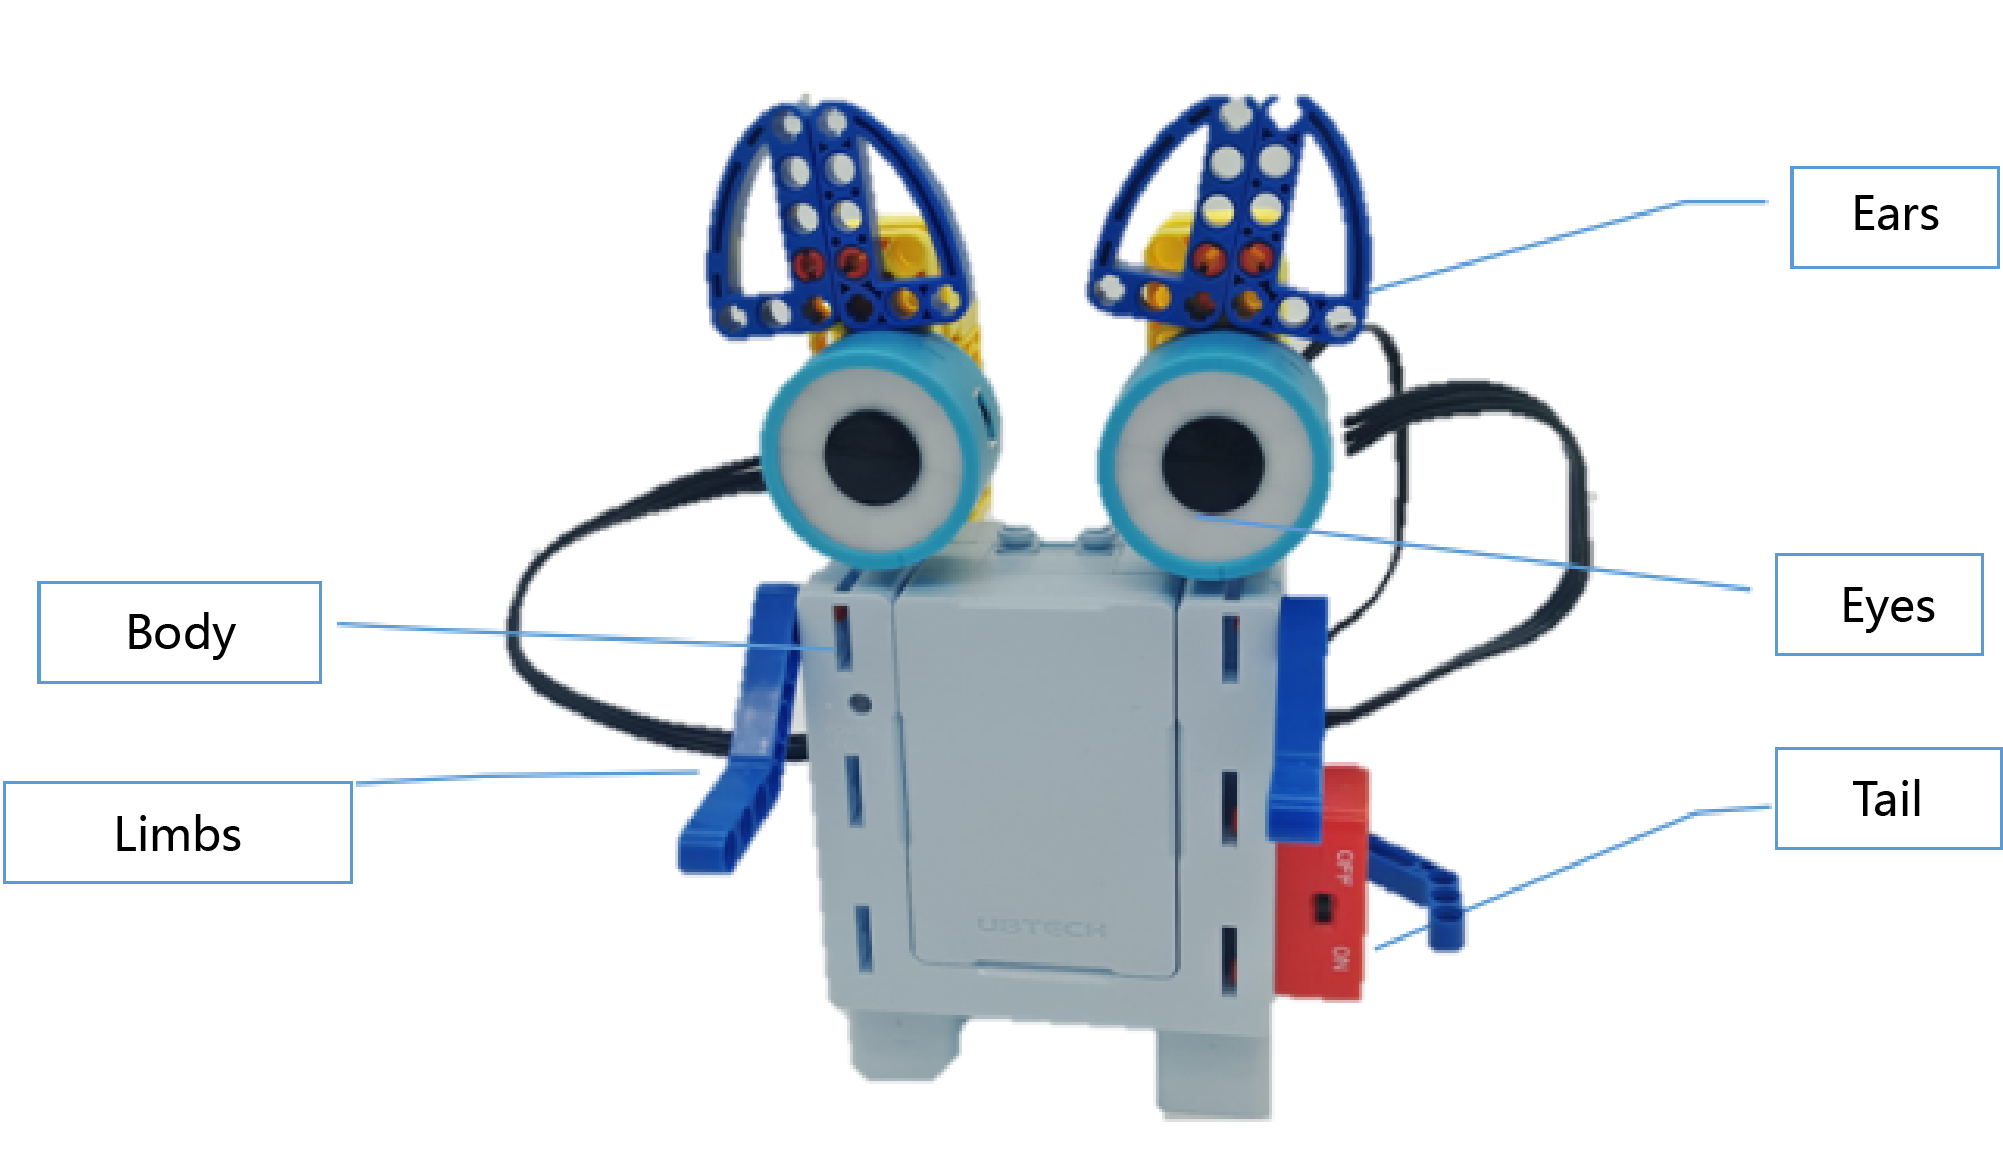 Ears
Body
Eyes
Limbs
Tail
OFF
ON
UBTECH